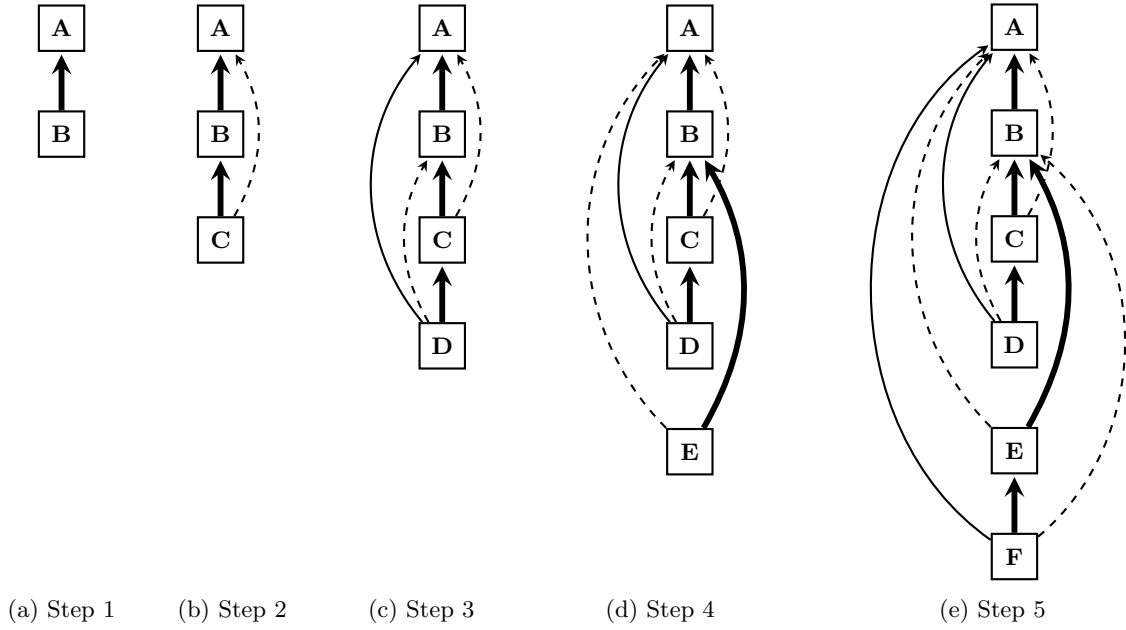 A A A A A
B B B B B
C C C C
D D D
E E
F
(a) Step 1 (b) Step 2 (c) Step 3 (d) Step 4 (e) Step 5